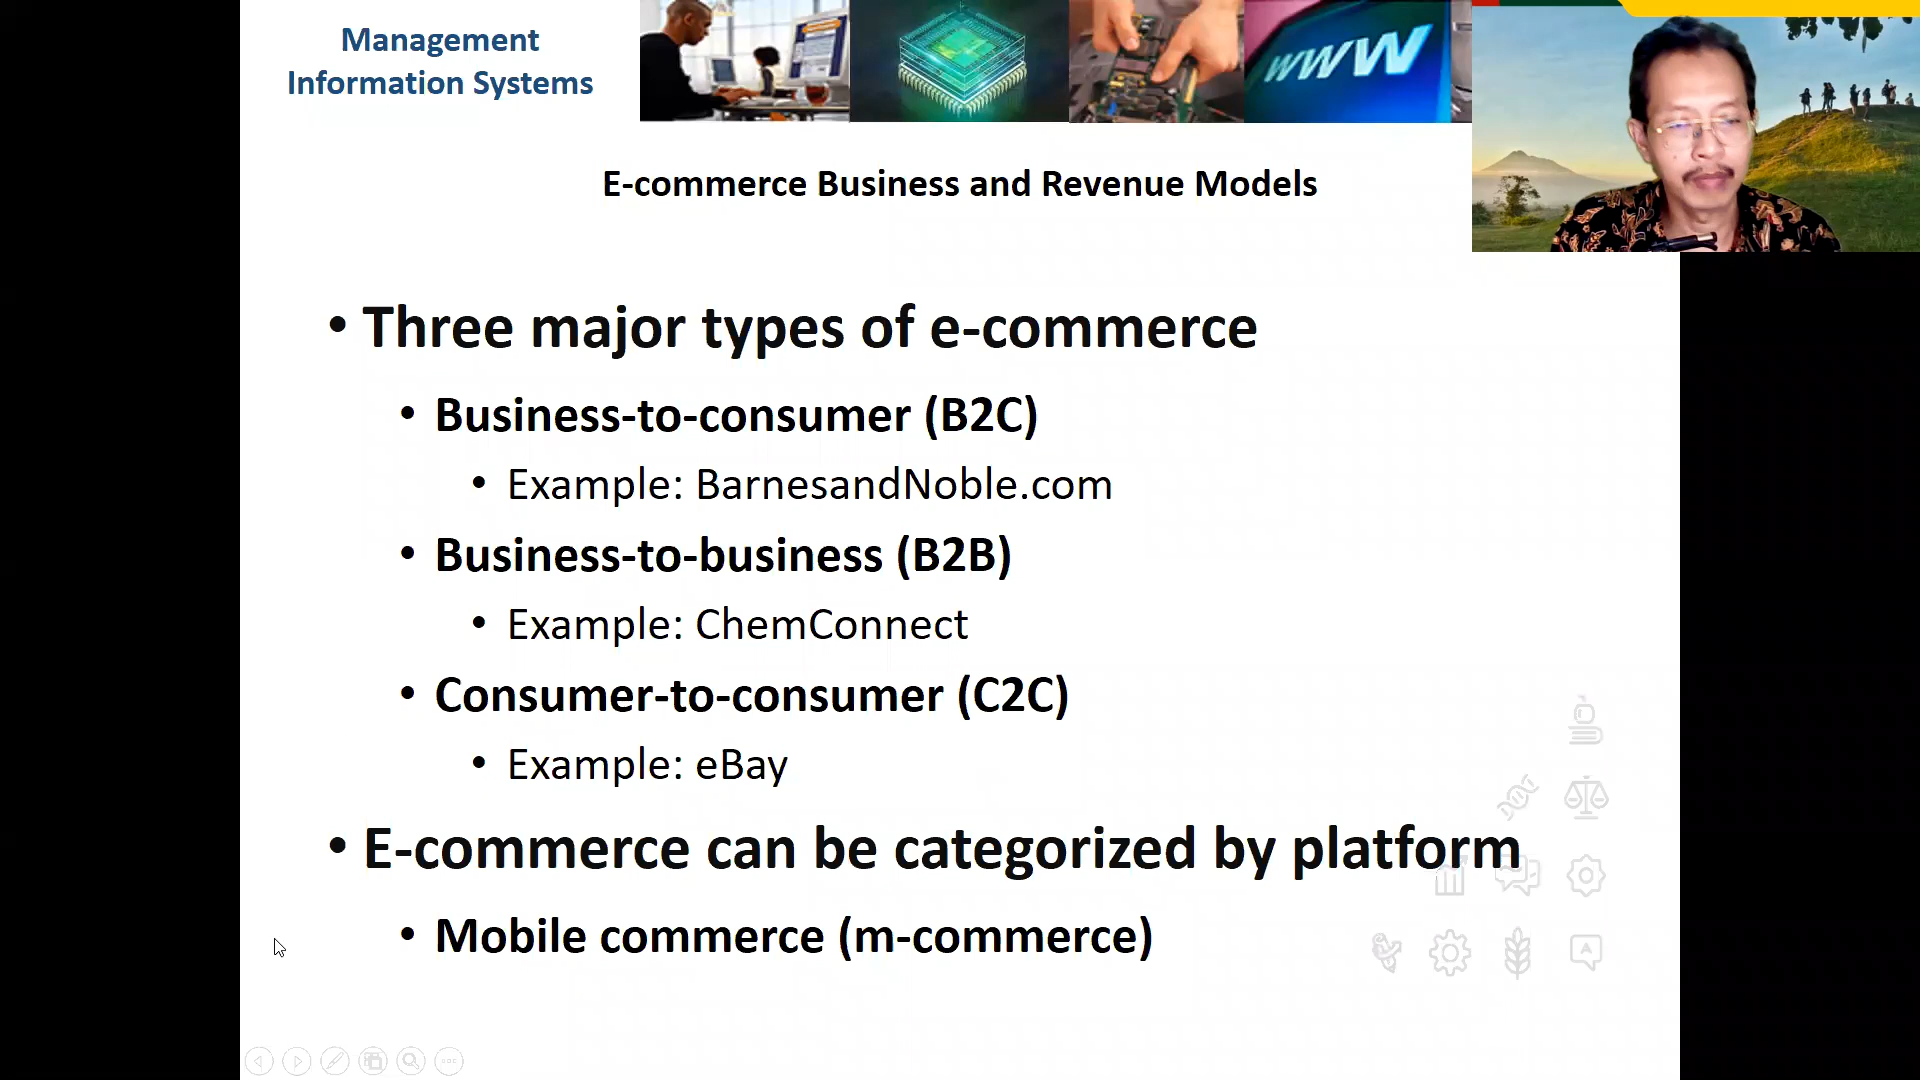 Management
Information Systems
WWW
E-commerce Business and Revenue Models
• Three major types of e-commerce
• Business-to-consumer (B2C)
• Example: BarnesandNoble.com
• Business-to-business (B2B)
• Example: ChemConnect
• Consumer-to-consumer (C2C)
• Example: eBay
• E-commerce can be categorized by platform
• Mobile commerce (m-commerce)
A